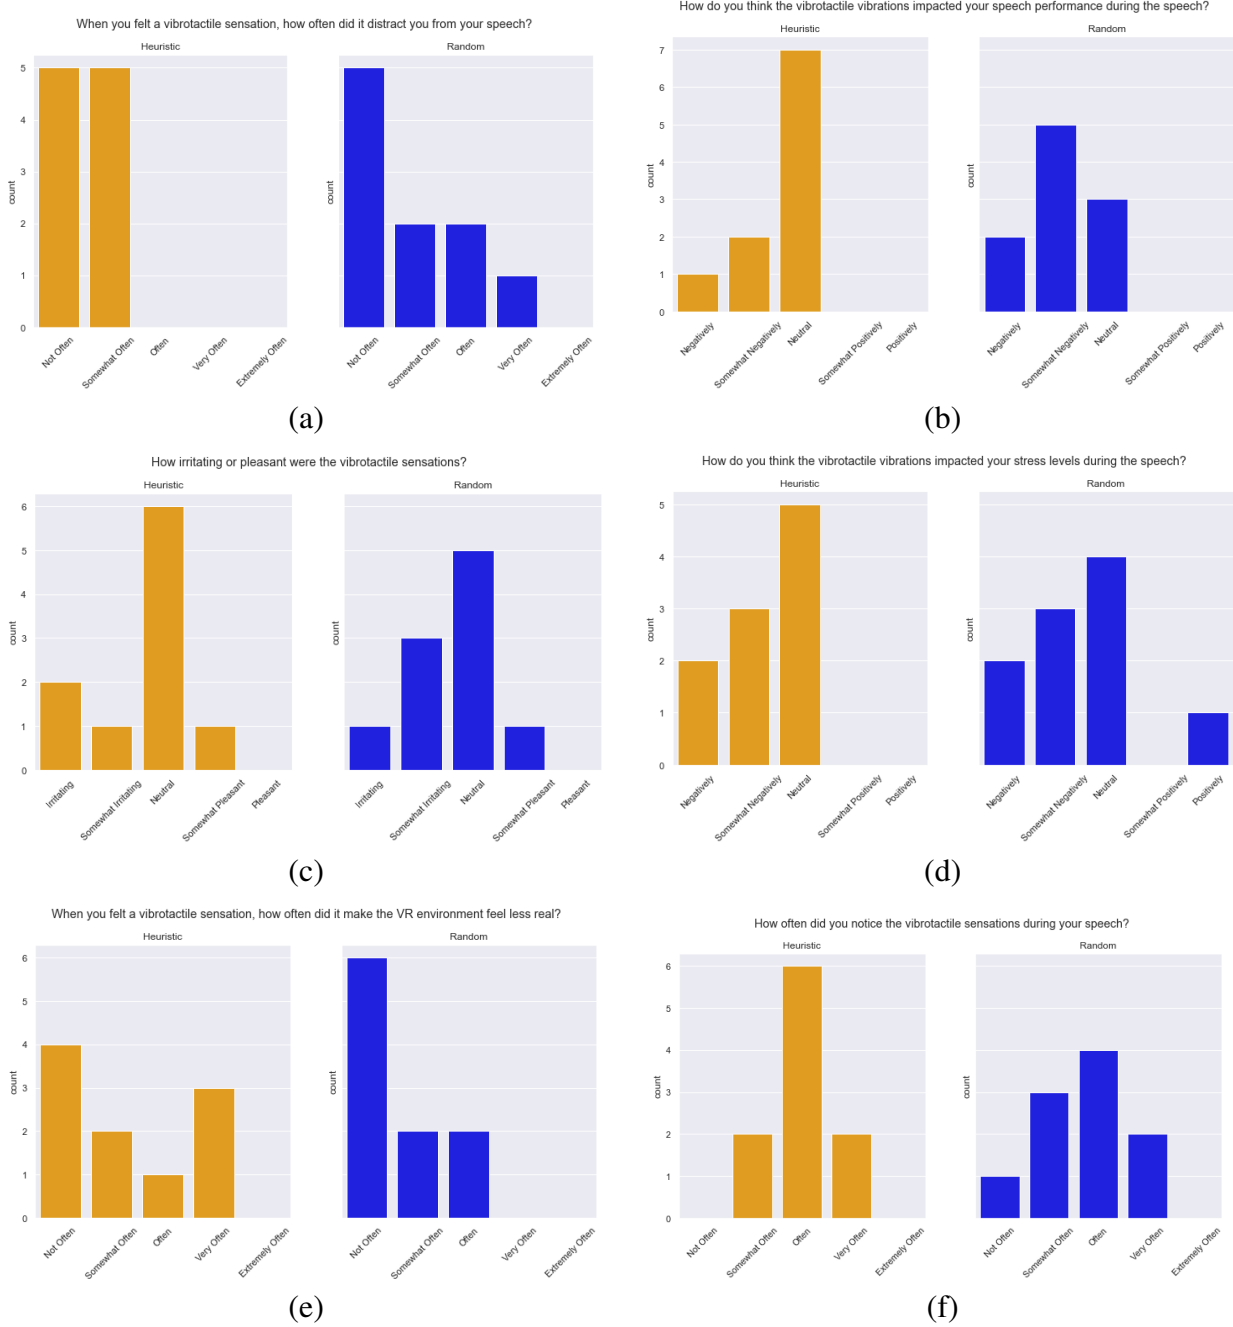 When you felt a vibrotactile sensation, how often did it distract you from your speech?
Heuristic
Random
count
5
4
3
2
1
0
Not Often
Somewhat Often
Often
Very Often
Extremely Often
Not Often
Somewhat Often
Often
Very Often
Extremely Often
(a)
How do you think the vibrotactile vibrations impacted your speech performance during the speech?
Heuristic
Random
count
count
7
6
5
4
3
2
1
0
Negatively
Somewhat Negatively
Neutral
Somewhat Positively
Positively
Negatively
Somewhat Negatively
Neutral
Somewhat Positively
Positively
(b)
How irritating or pleasant were the vibrotactile sensations?
Heuristic
Random
count
count
6
5
4
3
2
1
0
Irritating
Somewhat Irritating
Neutral
Somewhat Pleasant
Pleasant
Irritating
Somewhat Irritating
Neutral
Somewhat Pleasant
Pleasant
(c)
How do you think the vibrotactile vibrations impacted your stress levels during the speech?
Heuristic
Random
count
count
5
4
3
2
1
0
Negatively
Somewhat Negatively
Neutral
Somewhat Positively
Positively
Negatively
Somewhat Negatively
Neutral
Somewhat Positively
Positively
(d)
When you felt a vibrotactile sensation, how often did it make the VR environment feel less real?
Heuristic
Random
count
count
6
5
4
3
2
1
0
Not Often
Somewhat Often
Often
Very Often
Extremely Often
Not Often
Somewhat Often
Often
Very Often
Extremely Often
(e)
How often did you notice the vibrotactile sensations during your speech?
Heuristic
Random
count
count
6
5
4
3
2
1
0
Not Often
Somewhat Often
Often
Very Often
Extremely Often
Not Often
Somewhat Often
Often
Very Often
Extremely Often
(f)